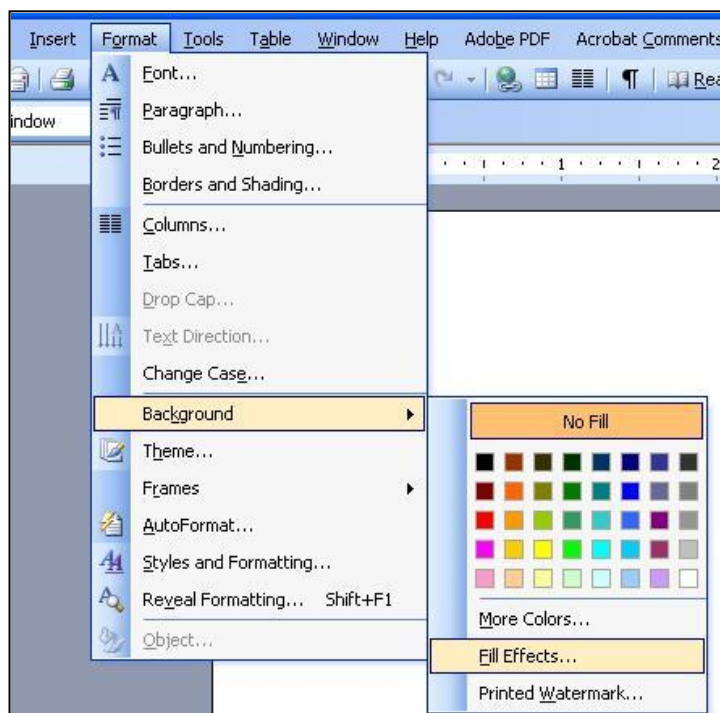 Insert Format Tools Table Window Help Adobe PDF Acrobat Comments
Font...
Paragraph...
Bullets and Numbering...
Borders and Shading...
1 2
Columns...
Tabs...
Drop Cap...
Text Direction...
Change Case...
Background
No Fill
Theme...
Frames
AutoFormat...
Styles and Formatting...
Reveal Formatting... Shift+F1
Object...
More Colors...
Fill Effects...
Printed Watermark...